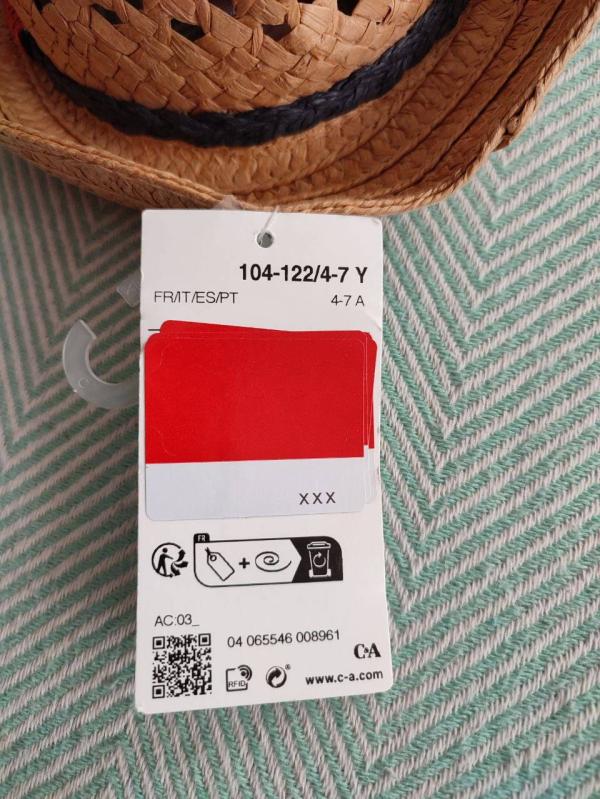 104-122/4-7 Y
FR/IT/ES/PT 4-7 A
XXX
FR
AC:03_
04 065546 008961
C&A
RFID
www.c-a.com